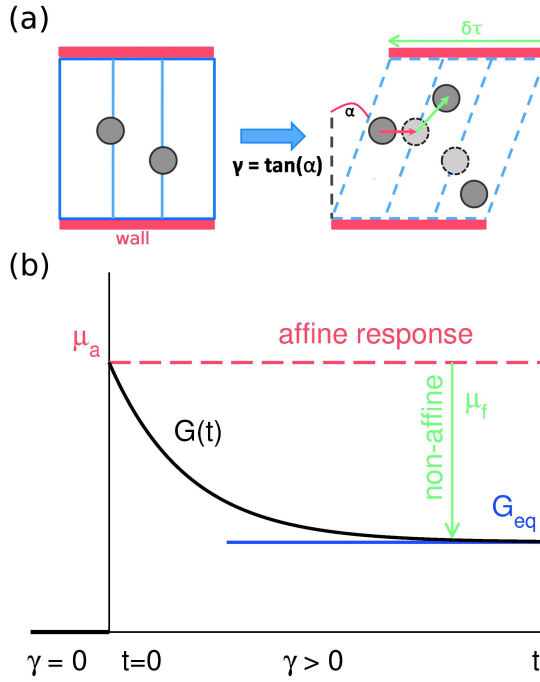 (a)
δτ
α
γ = tan(α)
wall
(b)
μa
affine response
G(t)
non-affine
μf
Geq
γ = 0 t=0 γ > 0 t